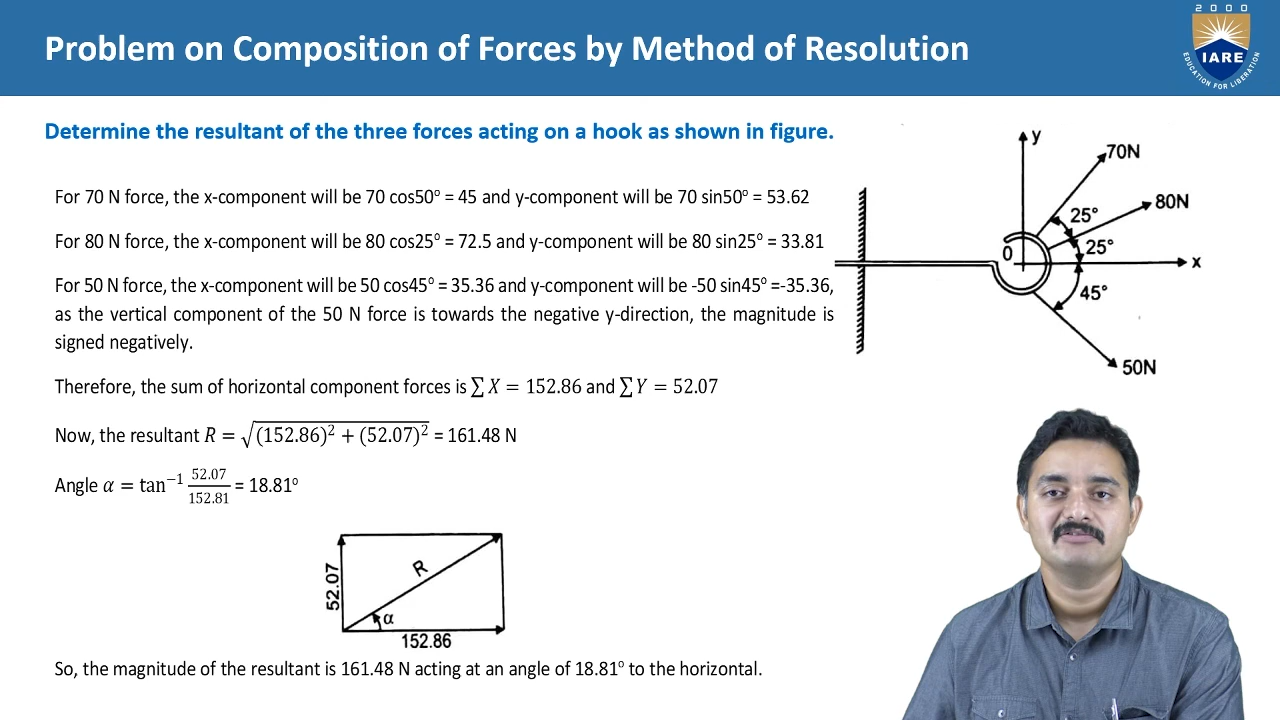 Problem on Composition of Forces by Method of Resolution
2000
IARE
EDUCATION FOR LIBERATION
Determine the resultant of the three forces acting on a hook as shown in figure.
For 70 N force, the x-component will be 70 cos50º = 45 and y-component will be 70 sin50º = 53.62
For 80 N force, the x-component will be 80 cos25º = 72.5 and y-component will be 80 sin25º = 33.81
For 50 N force, the x-component will be 50 cos45º = 35.36 and y-component will be -50 sin45º =-35.36,
as the vertical component of the 50 N force is towards the negative y-direction, the magnitude is
signed negatively.
Therefore, the sum of horizontal component forces is ∑X = 152.86 and ∑Y = 52.07
Now, the resultant R = √(152.86)² + (52.07)² = 161.48 N
Angle α = tan⁻¹ 52.07/152.81 = 18.81º
y
70N
80N
25°
25°
0
x
45°
50N
52.07
R
α
152.86
So, the magnitude of the resultant is 161.48 N acting at an angle of 18.81º to the horizontal.